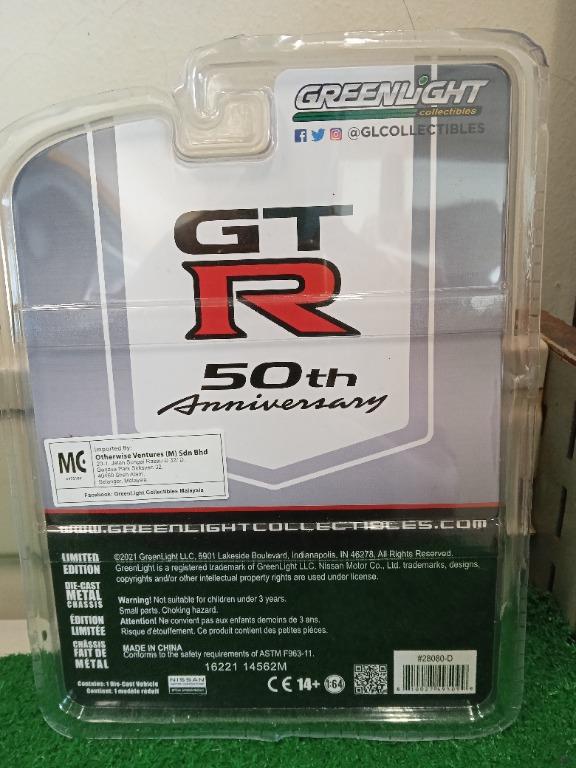 GREENLIGHT
collectibles
@GLCOLLECTIBLES
GT
R
50th
Anniversary
MC
Imported By:
Otherwise Ventures (M) Sdn Bhd
Selangor, Malaysia
Facebook: GreenLight Collectibles Malaysia
www.GREENLIGHTCOLLECTIBLES.COM
LIMITED
EDITION
DIE-CAST
METAL
CHASSIS
ÉDITION
LIMITÉE
CHÂSSIS
FAIT DE
MÉTAL
Contains: 1 Die-Cast Vehicle
Contient: 1 modèle réduit
©2021 GreenLight LLC, 5901 Lakeside Boulevard, Indianapolis, IN 46278, All Rights Reserved.
GreenLight is a registered trademark of GreenLight LLC. Nissan Motor Co., Ltd. trademarks, designs,
copyrights and/or other intellectual property rights are used under license.
Warning! Not suitable for children under 3 years.
Small parts. Choking hazard.
Attention! Ne convient pas aux enfants demoins de 3 ans.
Risque d'étouffement. Ce produit contient des petites pièces.
MADE IN CHINA
Conforms to the safety requirements of ASTM F963-11.
16221 14562M
NISSAN
CE 14+ 1:64
#28080-D